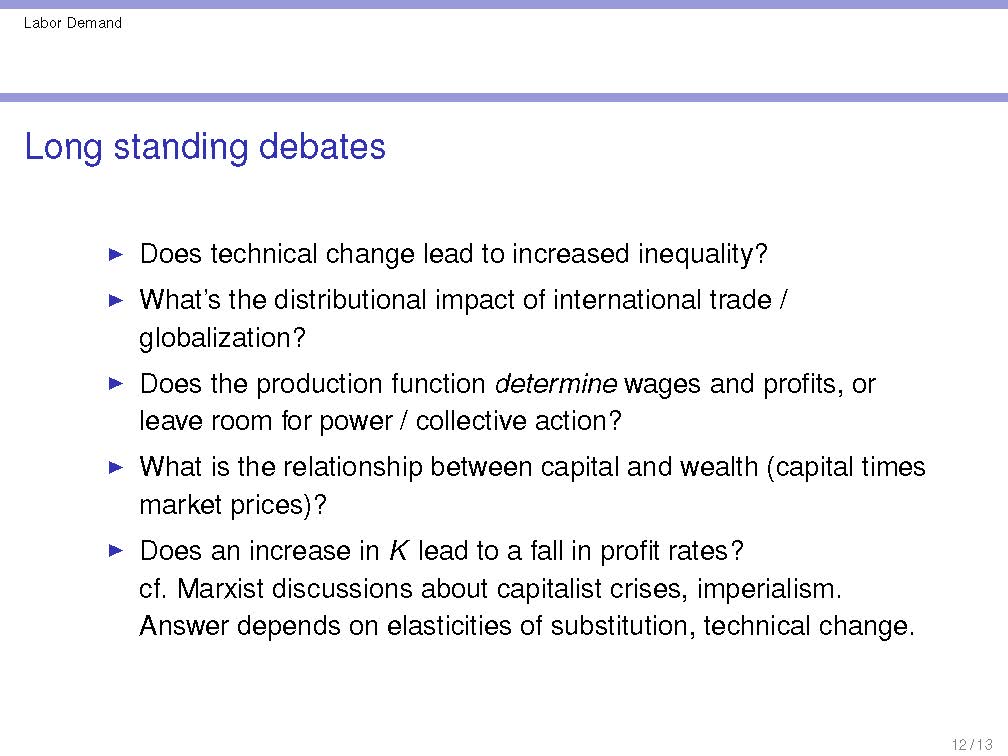 Labor Demand
Long standing debates
▶ Does technical change lead to increased inequality?
▶ What's the distributional impact of international trade /
globalization?
▶ Does the production function determine wages and profits, or
leave room for power / collective action?
▶ What is the relationship between capital and wealth (capital times
market prices)?
▶ Does an increase in K lead to a fall in profit rates?
cf. Marxist discussions about capitalist crises, imperialism.
Answer depends on elasticities of substitution, technical change.
12 / 13